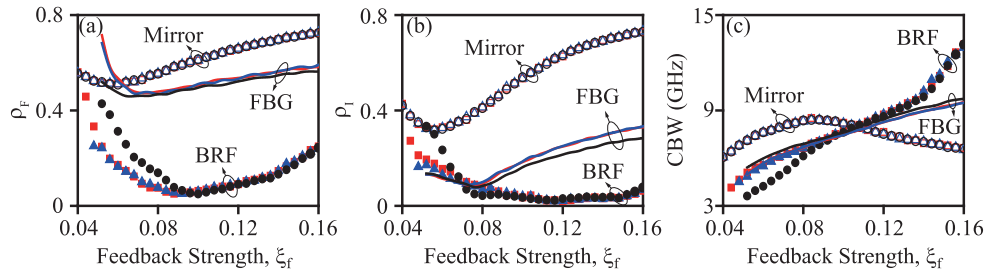 0.8
0.4
0
ρF
(a)
Mirror
FBG
BRF
0.04 0.08 0.12 0.16
Feedback Strength, ξf
0.8
0.4
0
ρI
(b)
Mirror
FBG
BRF
0.04 0.08 0.12 0.16
Feedback Strength, ξf
15
9
3
CBW (GHz)
(c)
BRF
Mirror
FBG
0.04 0.08 0.12 0.16
Feedback Strength, ξf